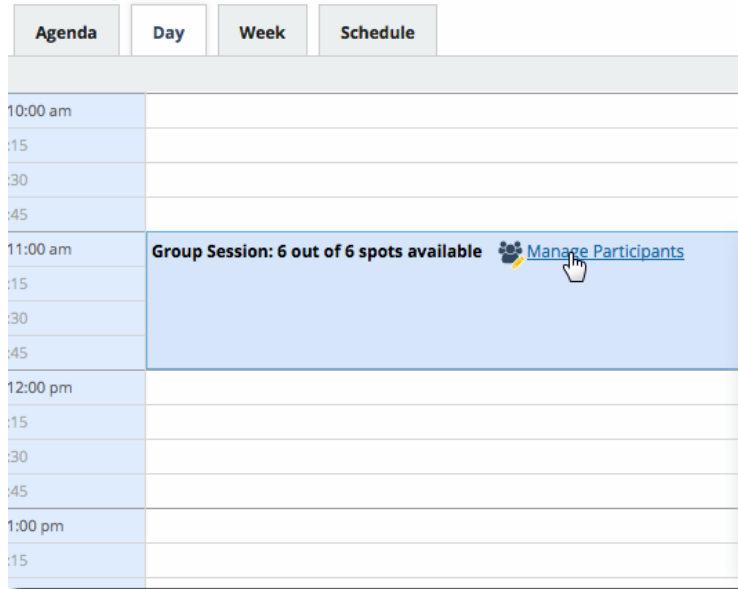 Agenda Day Week Schedule
10:00 am
:15
:30
:45
11:00 am Group Session: 6 out of 6 spots available Manage Participants
:15
:30
:45
12:00 pm
:15
:30
:45
1:00 pm
:15